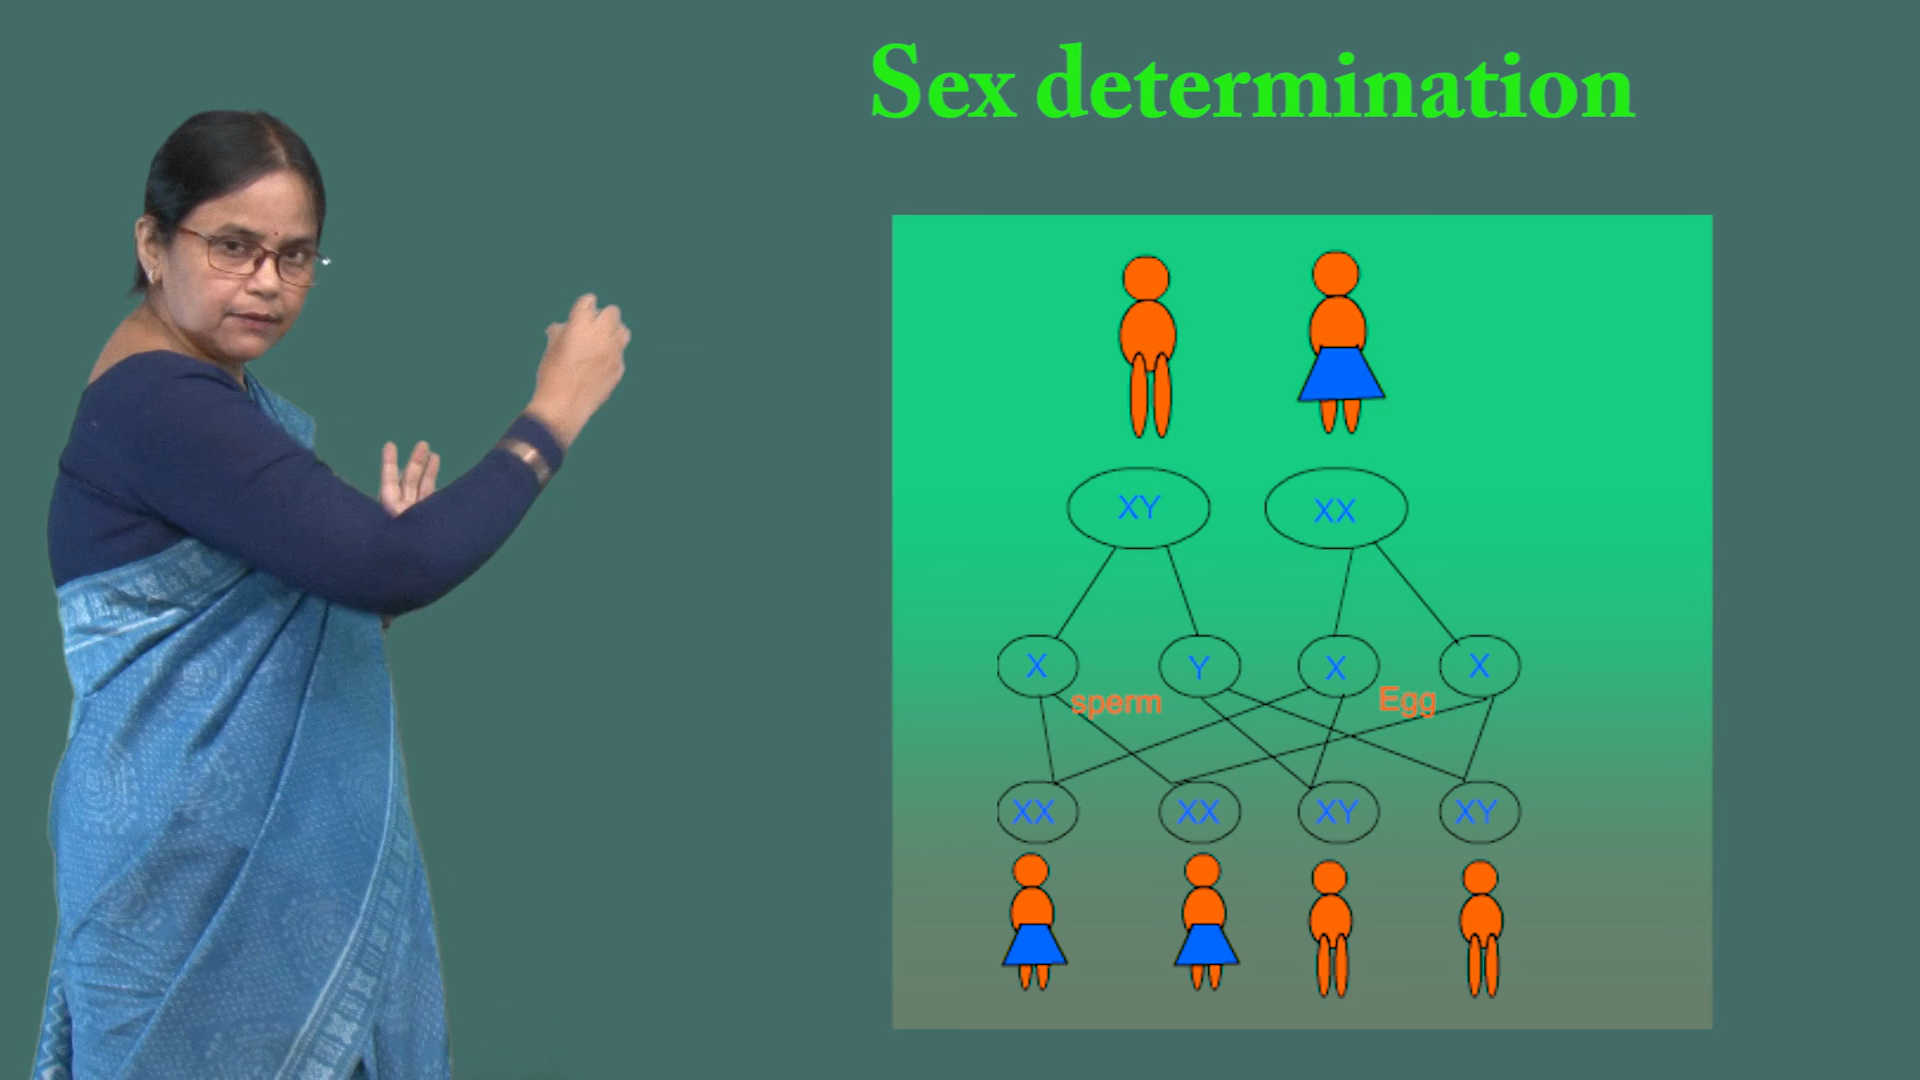 Sex determination
XY XX
X Y X X
sperm Egg
XX XX XY XY